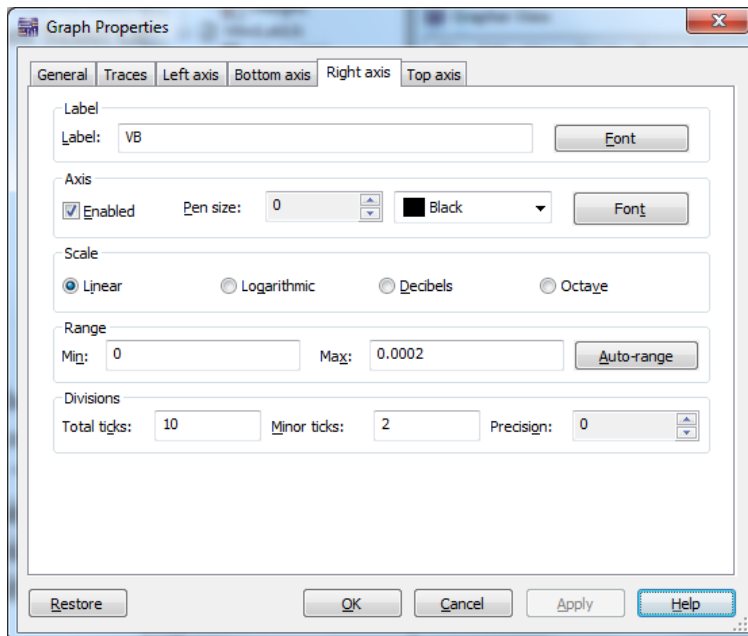 Graph Properties
General Traces Left axis Bottom axis Right axis Top axis
Label
Label: VB Font
Axis
Enabled Pen size: 0 Black Font
Scale
Linear Logarithmic Decibels Octave
Range
Min: 0 Max: 0.0002 Auto-range
Divisions
Total ticks: 10 Minor ticks: 2 Precision: 0
Restore OK Cancel Apply Help